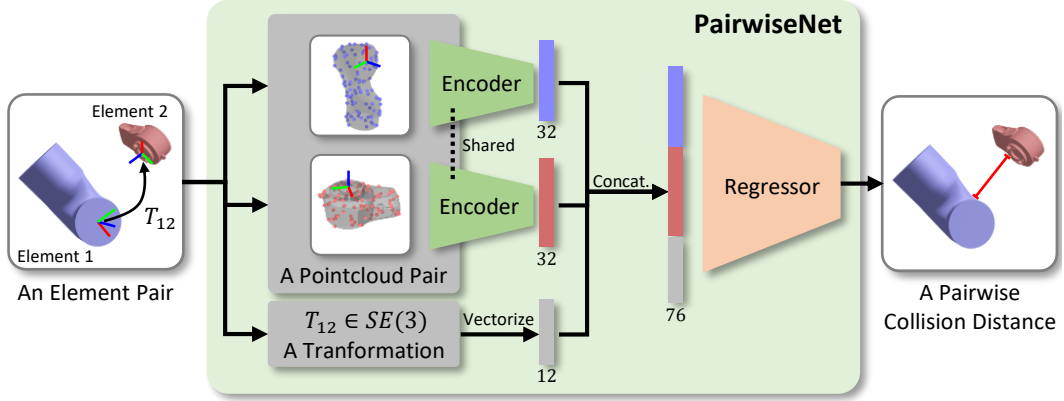 PairwiseNet
Element 2
T₁₂
Element 1
An Element Pair
Encoder
32
Shared
Encoder
32
A Pointcloud Pair
T₁₂ ∈ SE(3)
A Tranformation
Vectorize
12
Concat.
76
Regressor
A Pairwise
Collision Distance